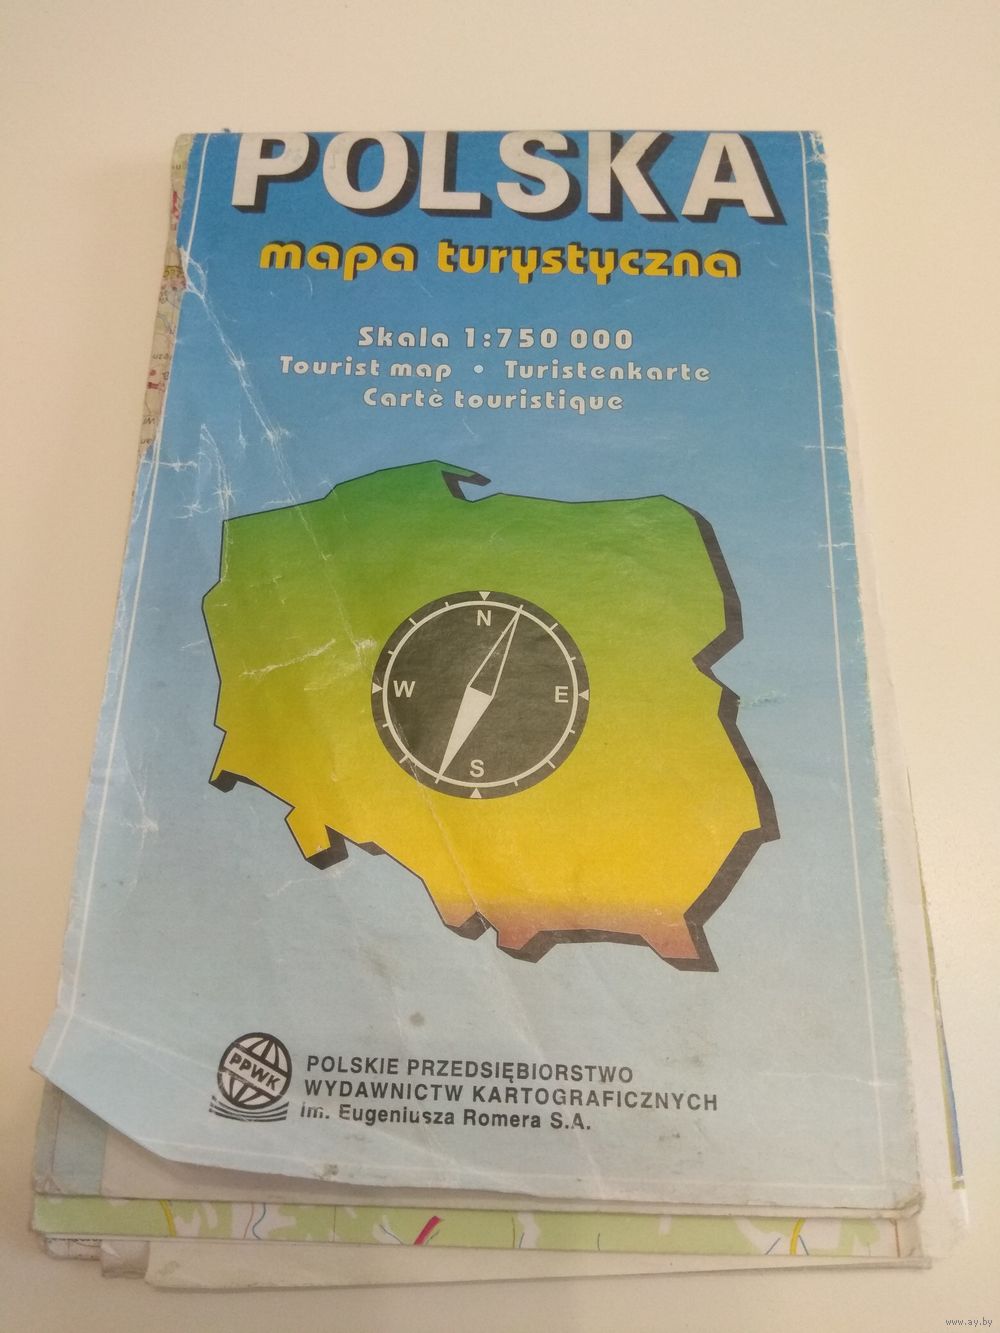 POLSKA
mapa turystyczna
Skala 1:750 000
Tourist map • Turistenkarte
Cartè touristique
N
W E
S
PPWK
POLSKIE PRZEDSIĘBIORSTWO
WYDAWNICTW KARTOGRAFICZNYCH
im. Eugeniusza Romera S.A.
www.ay.by